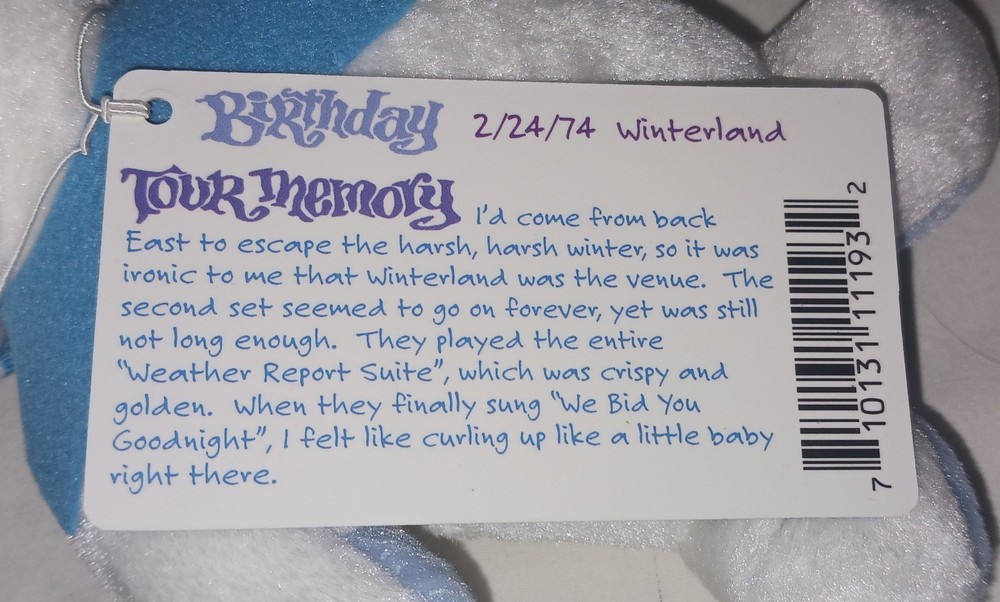 Birthday 2/24/74 Winterland
Tour Memory I'd come from back
East to escape the harsh, harsh winter, so it was
ironic to me that Winterland was the venue. The
second set seemed to go on forever, yet was still
not long enough. They played the entire
"Weather Report Suite", which was crispy and
golden. When they finally sung "We Bid You
Goodnight", I felt like curling up like a little baby
right there.
7 10131 11193 2